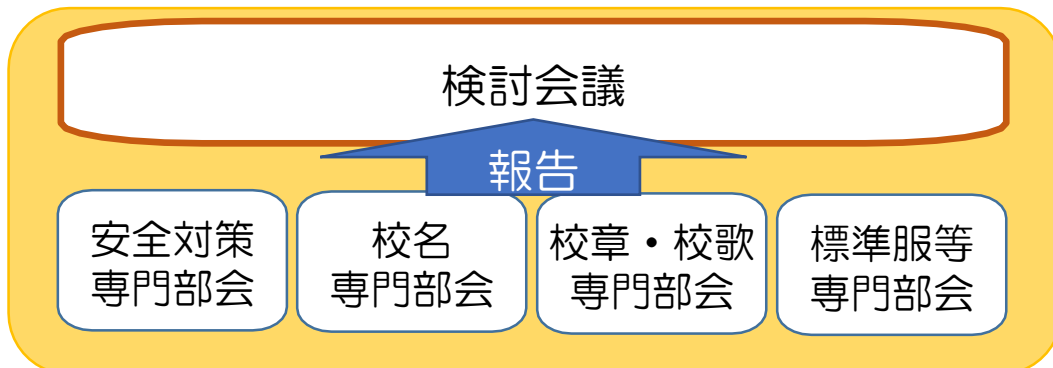 検討会議
報告
安全対策
専門部会
校名
専門部会
校章・校歌
専門部会
標準服等
専門部会